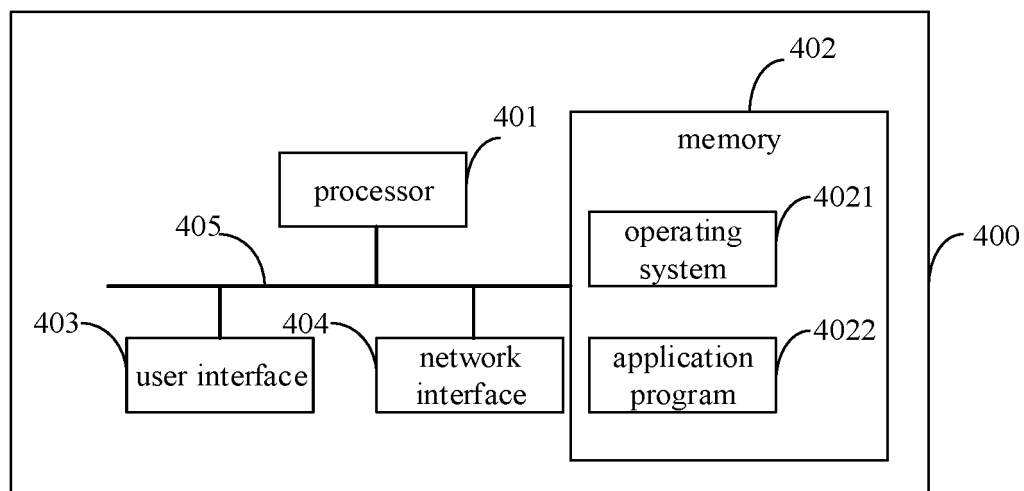 402
memory
401
processor
4021
operating
system
405
400
403
user interface
404
network
interface
4022
application
program